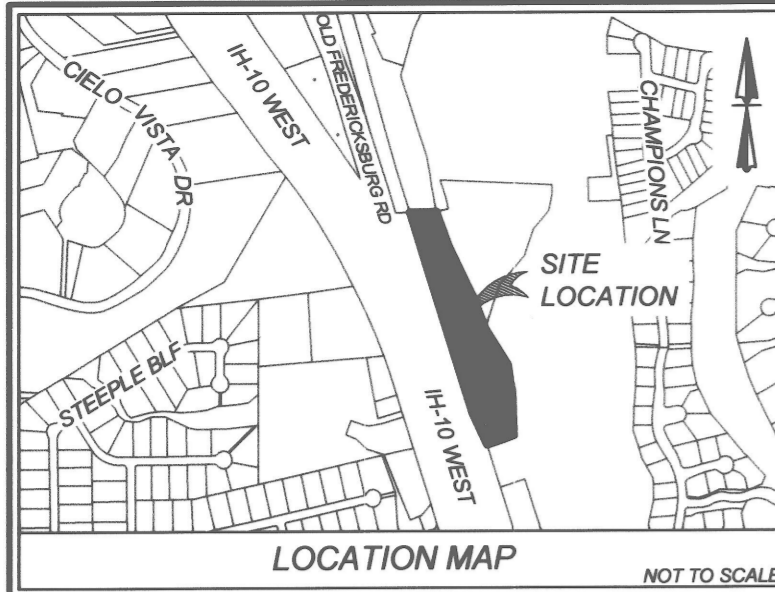 OLD FREDERICKSBURG RD
IH-10 WEST
CIELO VISTA DR
CHAMPIONS LN
SITE
LOCATION
STEEPLE BLF
IH-10 WEST
LOCATION MAP
NOT TO SCALE